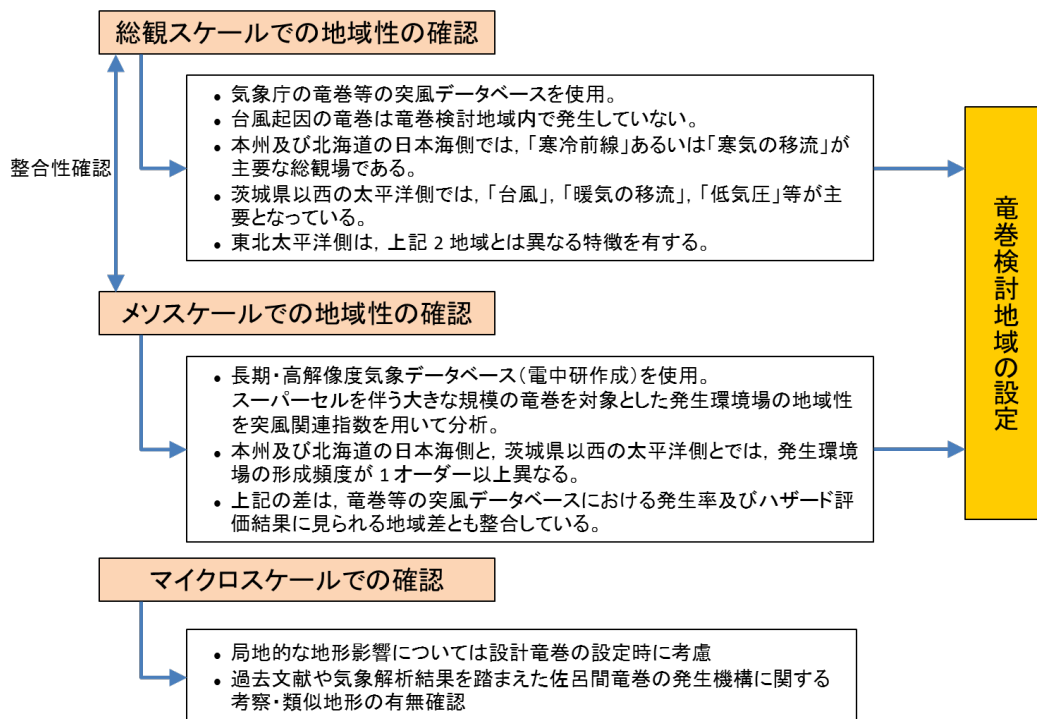 総観スケールでの地域性の確認
• 気象庁の竜巻等の突風データベースを使用。
• 台風起因の竜巻は竜巻検討地域内で発生していない。
• 本州及び北海道の日本海側では，「寒冷前線」あるいは「寒気の移流」が
主要な総観場である。
• 茨城県以西の太平洋側では，「台風」，「暖気の移流」，「低気圧」等が主
要となっている。
• 東北太平洋側は，上記 2 地域とは異なる特徴を有する。
整合性確認
メソスケールでの地域性の確認
• 長期・高解像度気象データベース（電中研作成）を使用。
スーパーセルを伴う大きな規模の竜巻を対象とした発生環境場の地域性
を突風関連指数を用いて分析。
• 本州及び北海道の日本海側と，茨城県以西の太平洋側とでは，発生環境
場の形成頻度が 1 オーダー以上異なる。
• 上記の差は，竜巻等の突風データベースにおける発生率及びハザード評
価結果に見られる地域差とも整合している。
マイクロスケールでの確認
• 局地的な地形影響については設計竜巻の設定時に考慮
• 過去文献や気象解析結果を踏まえた佐呂間竜巻の発生機構に関する
考察・類似地形の有無確認
竜巻検討地域の設定